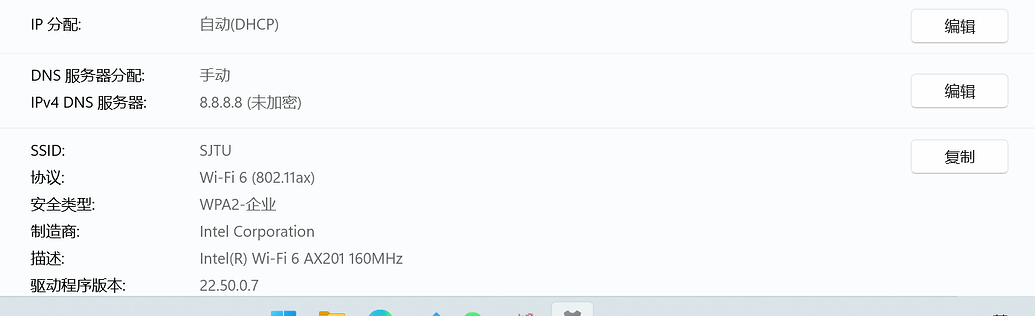 IP 分配: 自动(DHCP) 编辑
DNS 服务器分配: 手动
IPv4 DNS 服务器: 8.8.8.8 (未加密) 编辑
SSID: SJTU 复制
协议: Wi-Fi 6 (802.11ax)
安全类型: WPA2-企业
制造商: Intel Corporation
描述: Intel(R) Wi-Fi 6 AX201 160MHz
驱动程序版本: 22.50.0.7